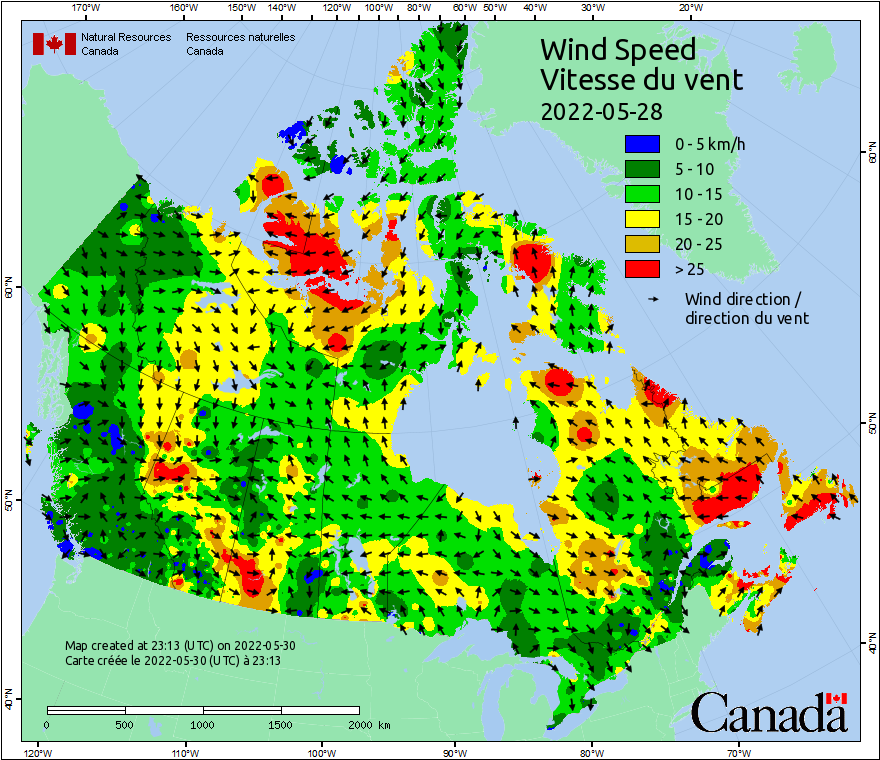 170°W 160°W 150°W 140°W 120°W 100°W 80°W 60°W 50°W 40°W 30°W 20°W
Natural Resources Ressources naturelles
Canada Canada
Wind Speed
Vitesse du vent
2022-05-28
0 - 5 km/h
5 - 10
10 - 15
15 - 20
20 - 25
> 25
Wind direction /
direction du vent
60°N 60°N
50°N 50°N
40°N 40°N
Map created at 23:13 (UTC) on 2022-05-30
Carte créée le 2022-05-30 (UTC) à 23:13
0 500 1000 1500 2000 km
Canada
120°W 110°W 100°W 90°W 80°W 70°W